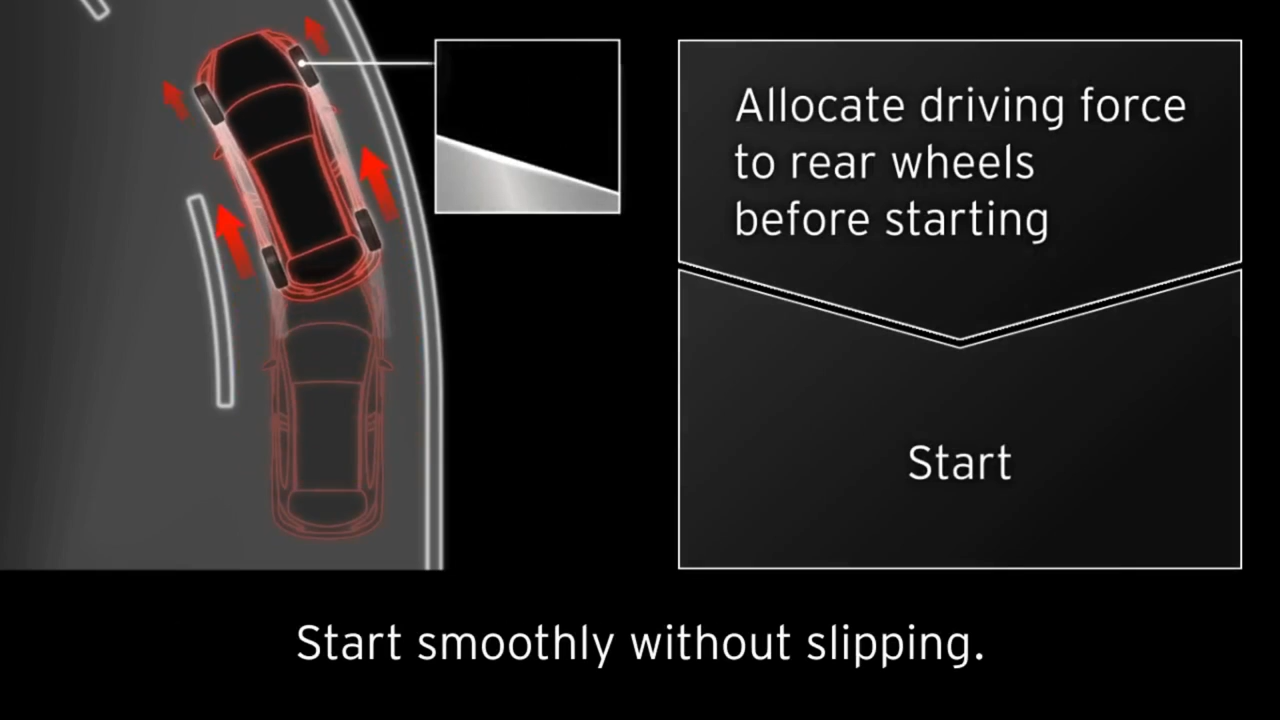 Allocate driving force
to rear wheels
before starting
Start
Start smoothly without slipping.